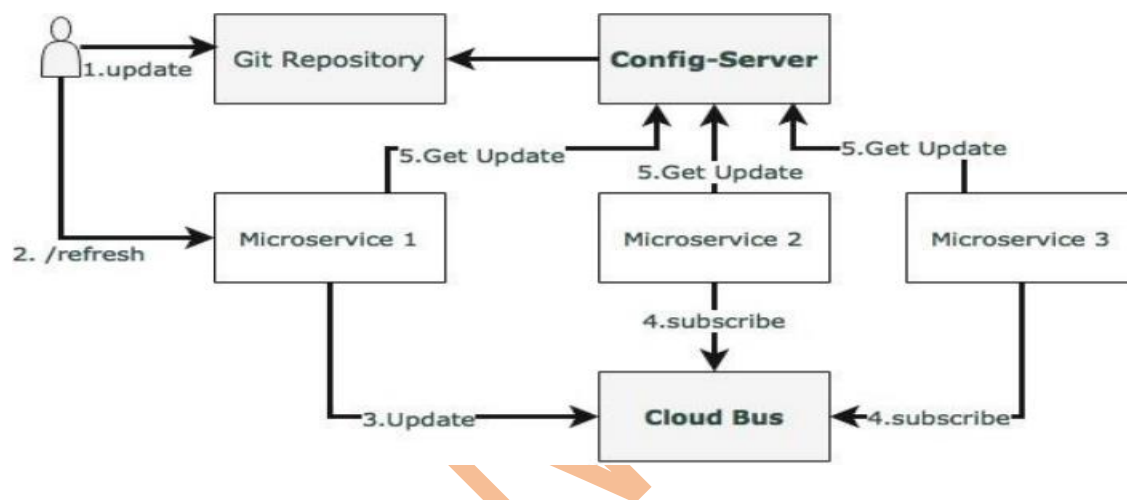 Git Repository
Config-Server
1.update
5.Get Update
5.Get Update
5.Get Update
2. /refresh
Microservice 1
Microservice 2
Microservice 3
4.subscribe
3.Update
Cloud Bus
4.subscribe